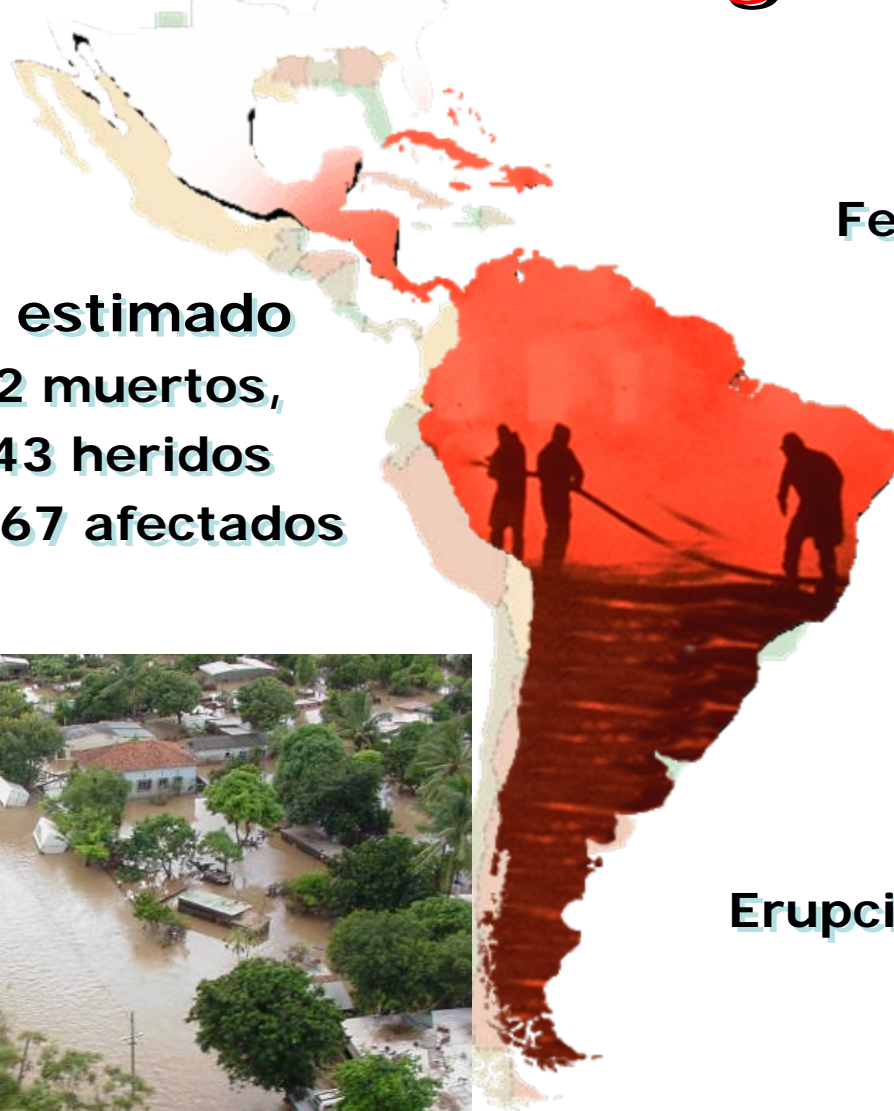 Fe
estimado
2 muertos,
43 heridos
67 afectados
Erupci